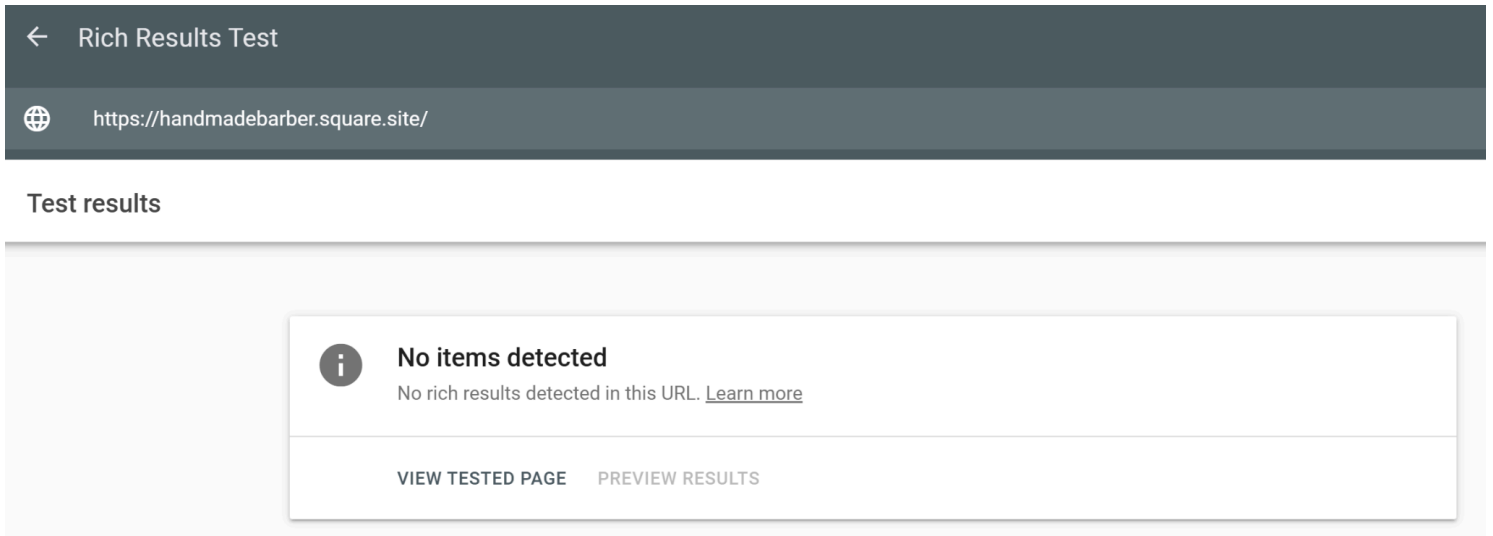 Rich Results Test
https://handmadebarber.square.site/
Test results
No items detected
No rich results detected in this URL. Learn more
VIEW TESTED PAGE PREVIEW RESULTS